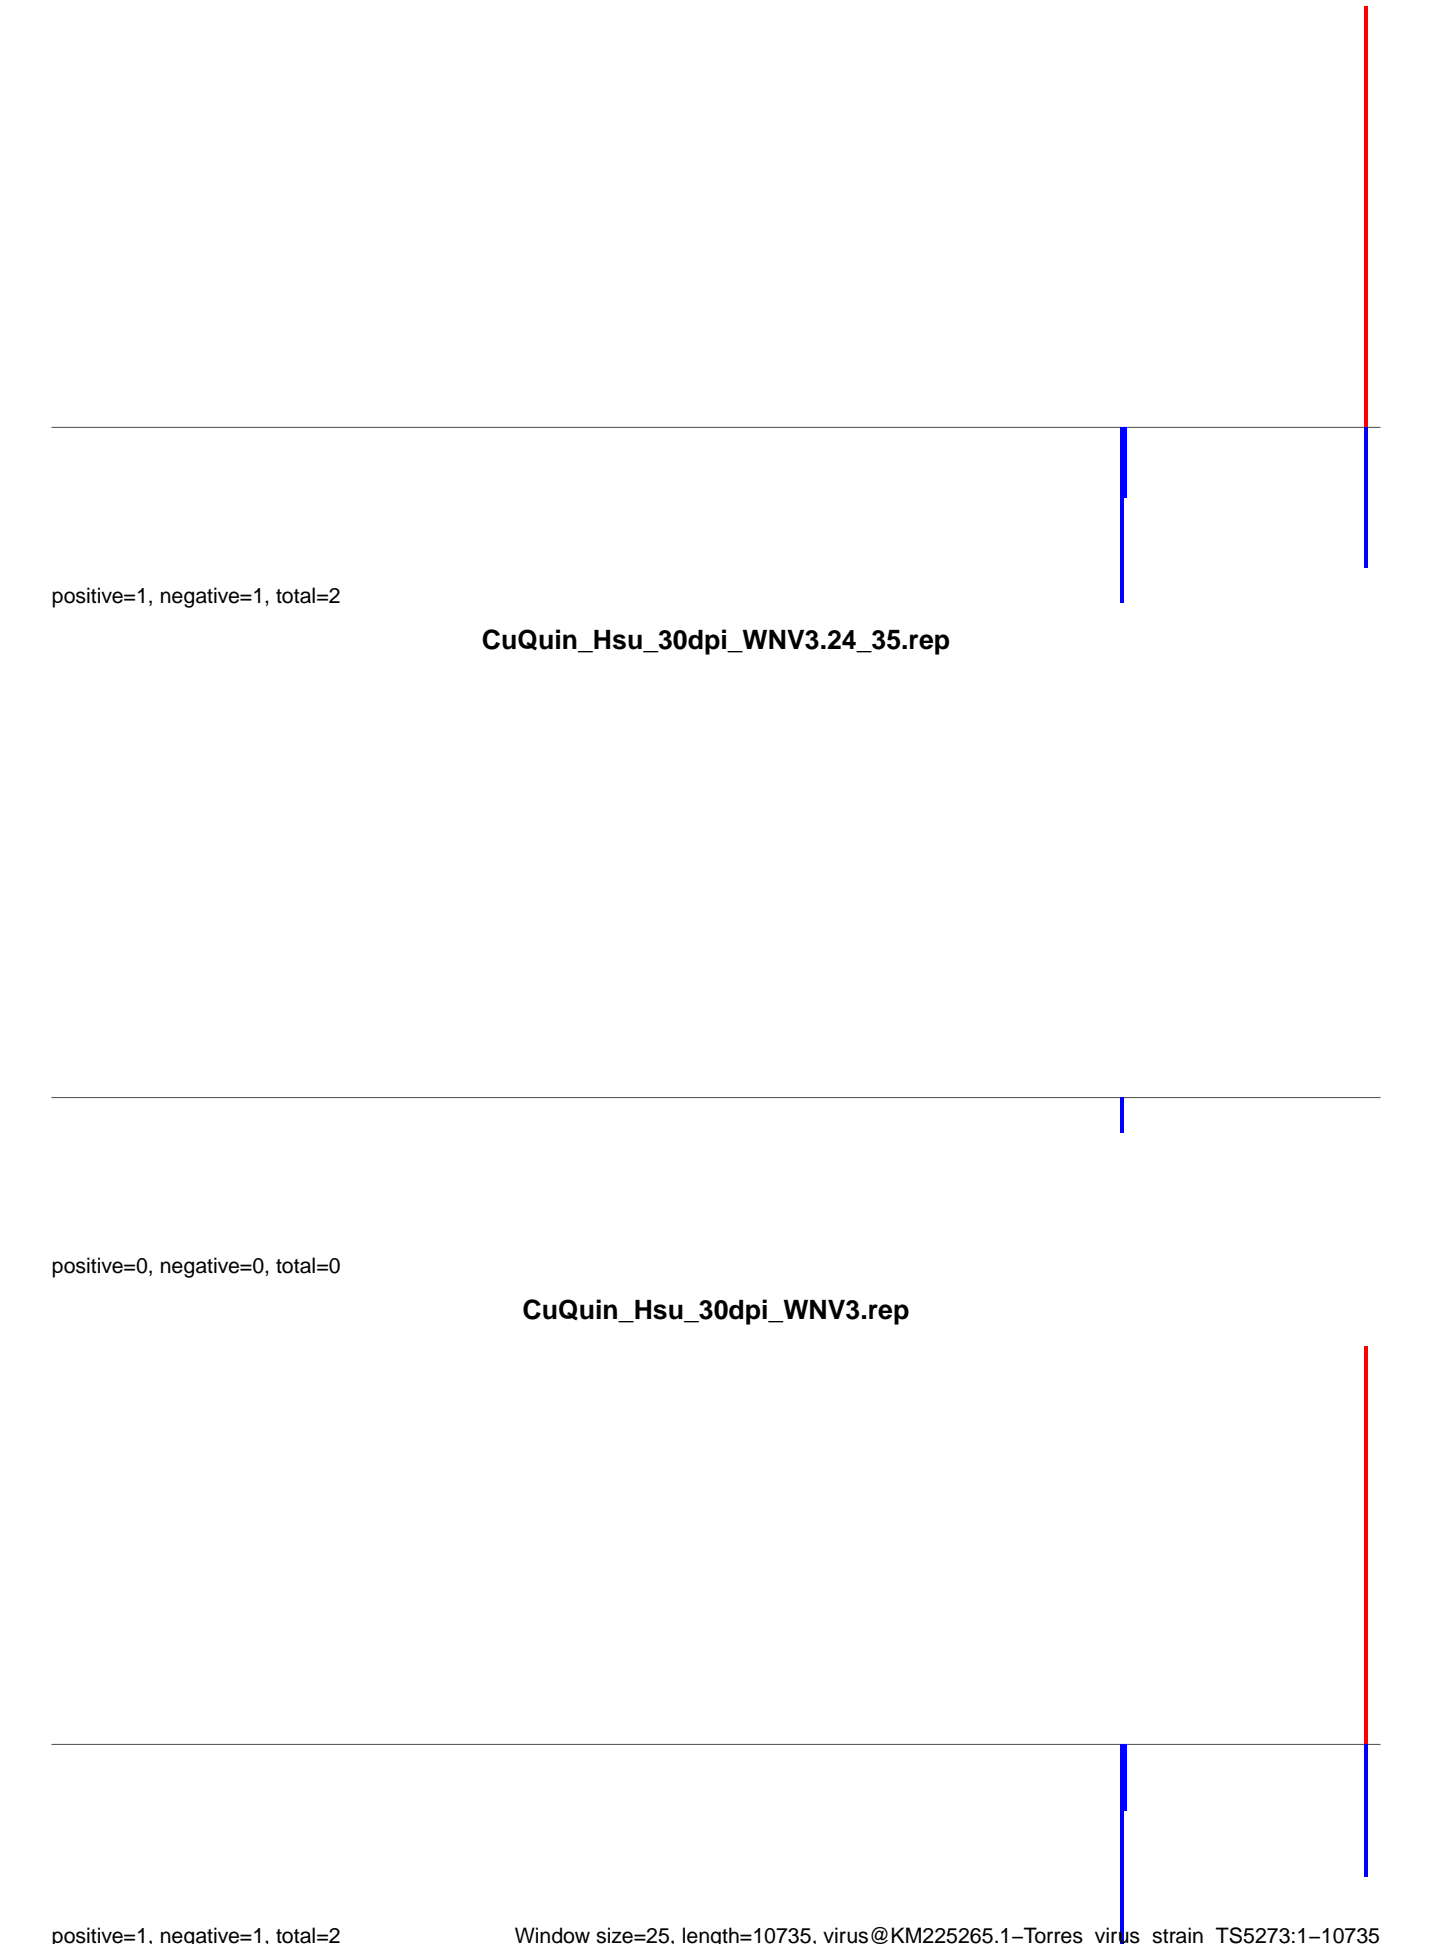 positive=1, negative=1, total=2
CuQuin_Hsu_30dpi_WNV3.24_35.rep
positive=0, negative=0, total=0
CuQuin_Hsu_30dpi_WNV3.rep
positive=1, negative=1, total=2
Window size=25, length=10735, virus@KM225265.1−Torres_virus_strain_TS5273:1−10735